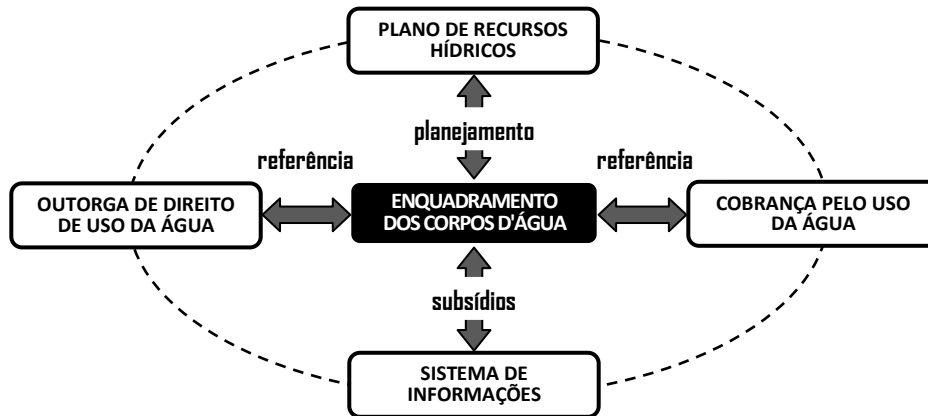 PLANO DE RECURSOS
HÍDRICOS
planejamento
referência
referência
OUTORGA DE DIREITO
DE USO DA ÁGUA
ENQUADRAMENTO
DOS CORPOS D'ÁGUA
COBRANÇA PELO USO
DA ÁGUA
subsídios
SISTEMA DE
INFORMAÇÕES